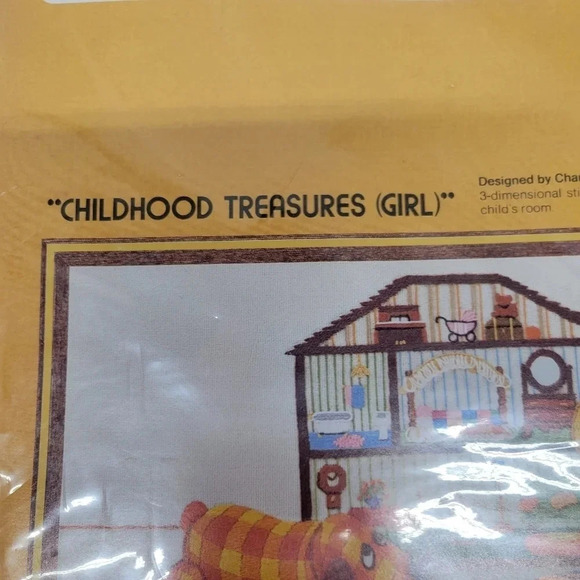 "CHILDHOOD TREASURES (GIRL)"
Designed by
3-dimensional
child's room.